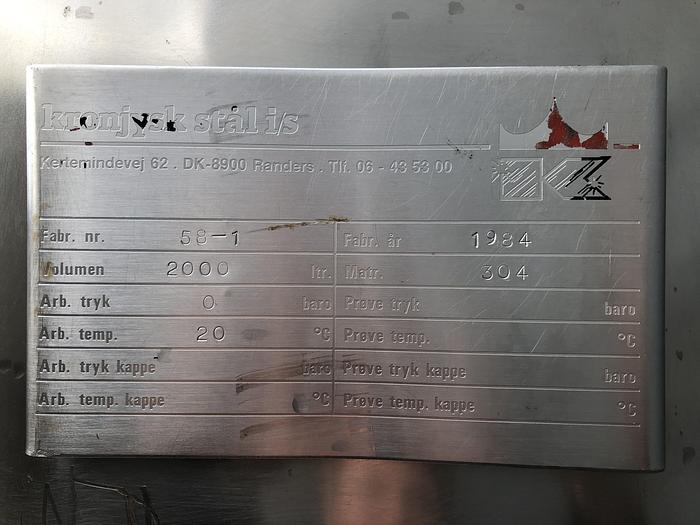 kronjysk stål i/s
Kertemindevej 62 . DK-8900 Randers . Tlf. 06 - 43 53 00
Fabr. nr. 58-1 Fabr. år 1984
Volumen 2000 ltr. Matr. 304
Arb. tryk 0 baro Prøve tryk baro
Arb. temp. 20 °C Prøve temp. °C
Arb. tryk kappe baro Prøve tryk kappe baro
Arb. temp. kappe °C Prøve temp. kappe °C